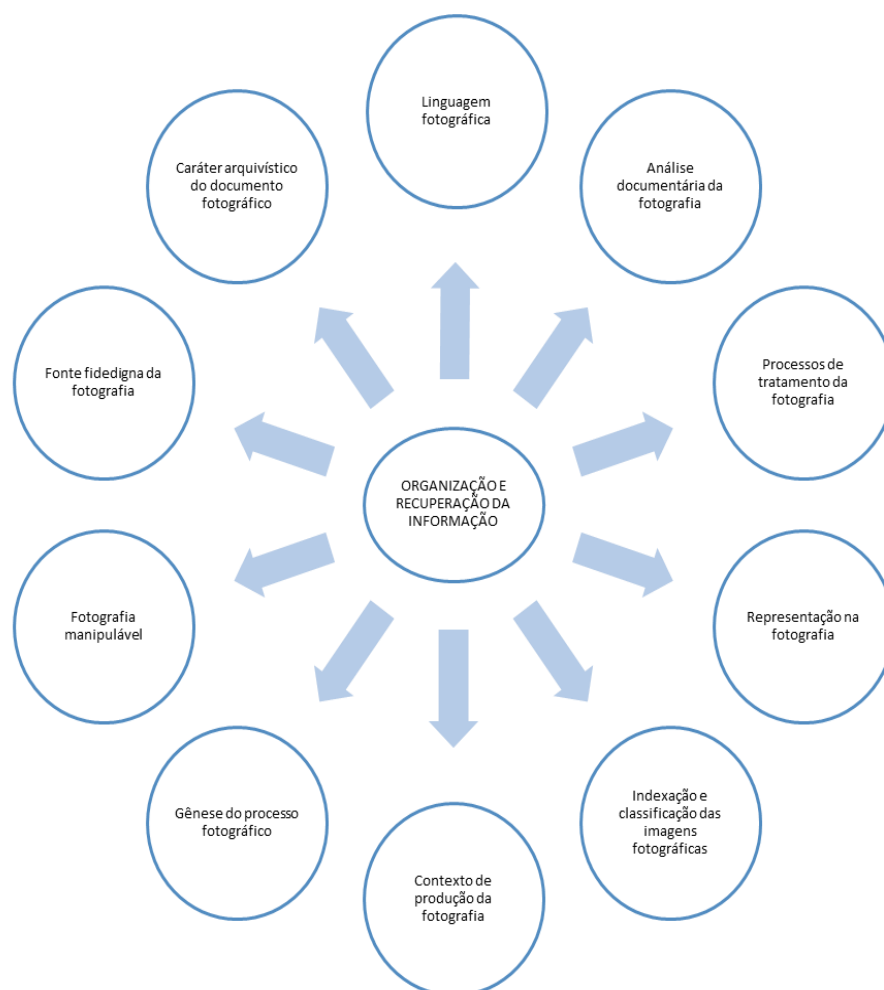 Linguagem
fotográfica
Análise
documentária da
fotografia
Processos de
tratamento da
fotografia
Representação na
fotografia
Indexação e
classificação das
imagens
fotográficas
Contexto de
produção da
fotografia
Gênese do processo
fotográfico
Fotografia
manipulável
Fonte fidedigna da
fotografia
Caráter arquivístico
do documento
fotográfico
ORGANIZAÇÃO E
RECUPERAÇÃO DA
INFORMAÇÃO